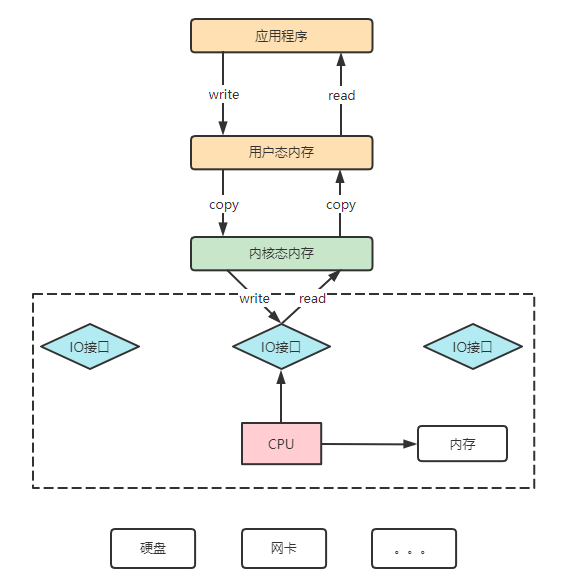 应用程序
write
read
用户态内存
copy
copy
内核态内存
write
read
IO接口
IO接口
IO接口
CPU
内存
硬盘
网卡
。。。